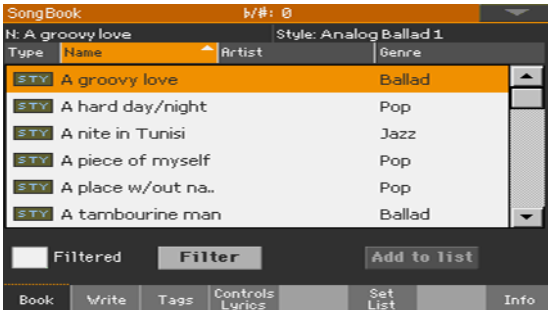 SongBook ♭/#: 0
N: A groovy love Style: Analog Ballad 1
Type Name Artist Genre
STY A groovy love Ballad
STY A hard day/night Pop
STY A nite in Tunisi Jazz
STY A piece of myself Pop
STY A place w/out na.. Pop
STY A tambourine man Ballad
Filtered Filter Add to list
Book Write Tags Controls Lyrics Set List Info